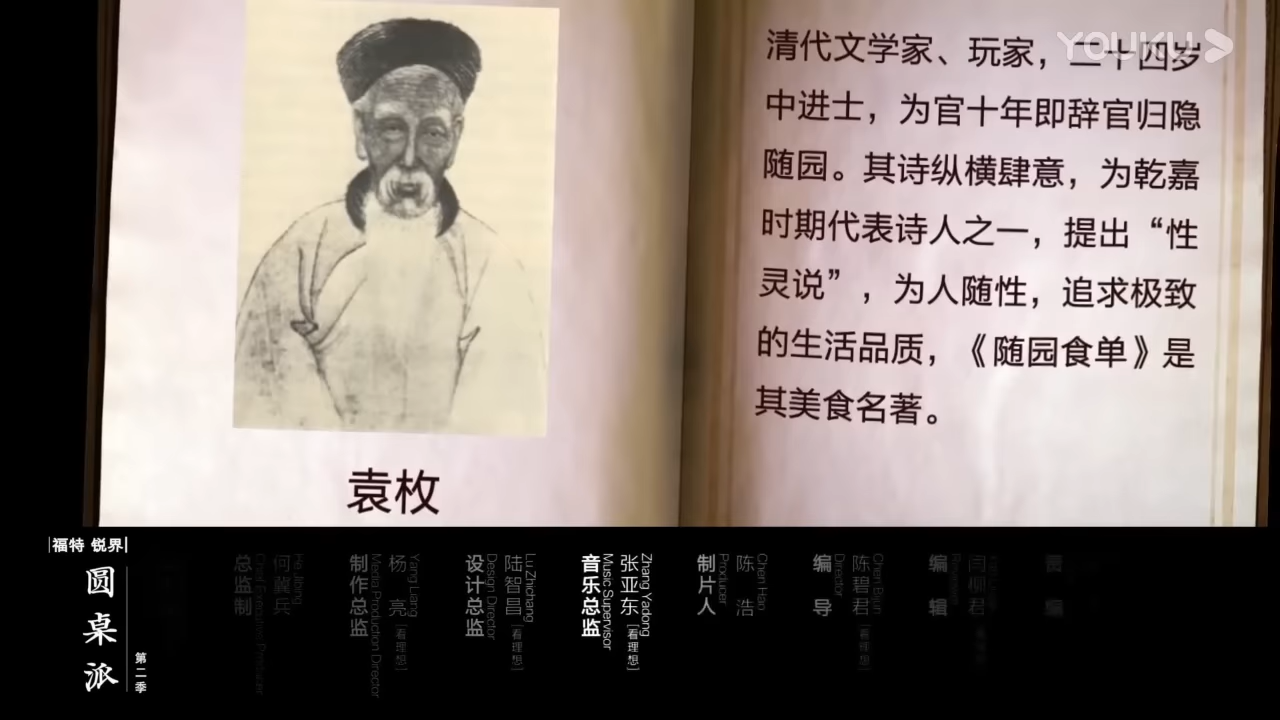 YOUKU
清代文学家、玩家，二十四岁
中进士，为官十年即辞官归隐
随园。其诗纵横肆意，为乾嘉
时期代表诗人之一，提出“性
灵说”，为人随性，追求极致
的生活品质，《随园食单》是
其美食名著。
袁枚
福特 锐界
圆桌派
第二季
总监制
何冀兵
制作总监
Media Production Director
杨 亮
Yang Liang
[看理想]
设计总监
Design Director
陆智昌
Lu Zhichang
[看理想]
音乐总监
Music Supervisor
张亚东
Zhang Yadong
[看理想]
制片人
Producer
陈 浩
Chen Hao
编 导
Director
陈碧君
Chen Bijun
[看理想]
编 辑